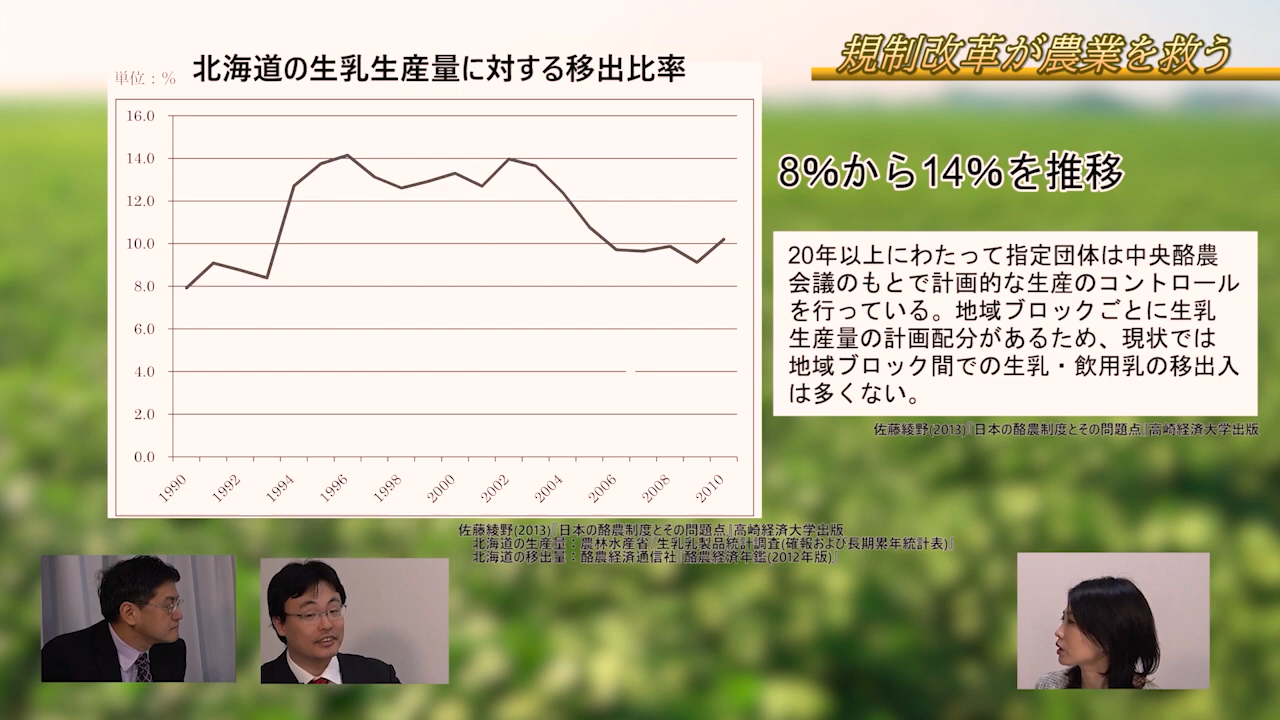 規制改革が農業を救う
北海道の生乳生産量に対する移出比率
単位：%
16.0
14.0
12.0
10.0
8.0
6.0
4.0
2.0
0.0
1990
1992
1994
1996
1998
2000
2002
2004
2006
2008
2010
8%から14%を推移
20年以上にわたって指定団体は中央酪農
会議のもとで計画的な生産のコントロール
を行っている。地域ブロックごとに生乳
生産量の計画配分があるため、現状では
地域ブロック間での生乳・飲用乳の移出入
は多くない。
佐藤綾野(2013)『日本の酪農制度とその問題点』高崎経済大学出版
佐藤綾野(2013)『日本の酪農制度とその問題点』高崎経済大学出版
北海道の生産量：農林水産省『生乳乳製品統計調査(確報および長期累年統計表)』
北海道の移出量：酪農経済通信社『酪農経済年鑑(2012年版)』